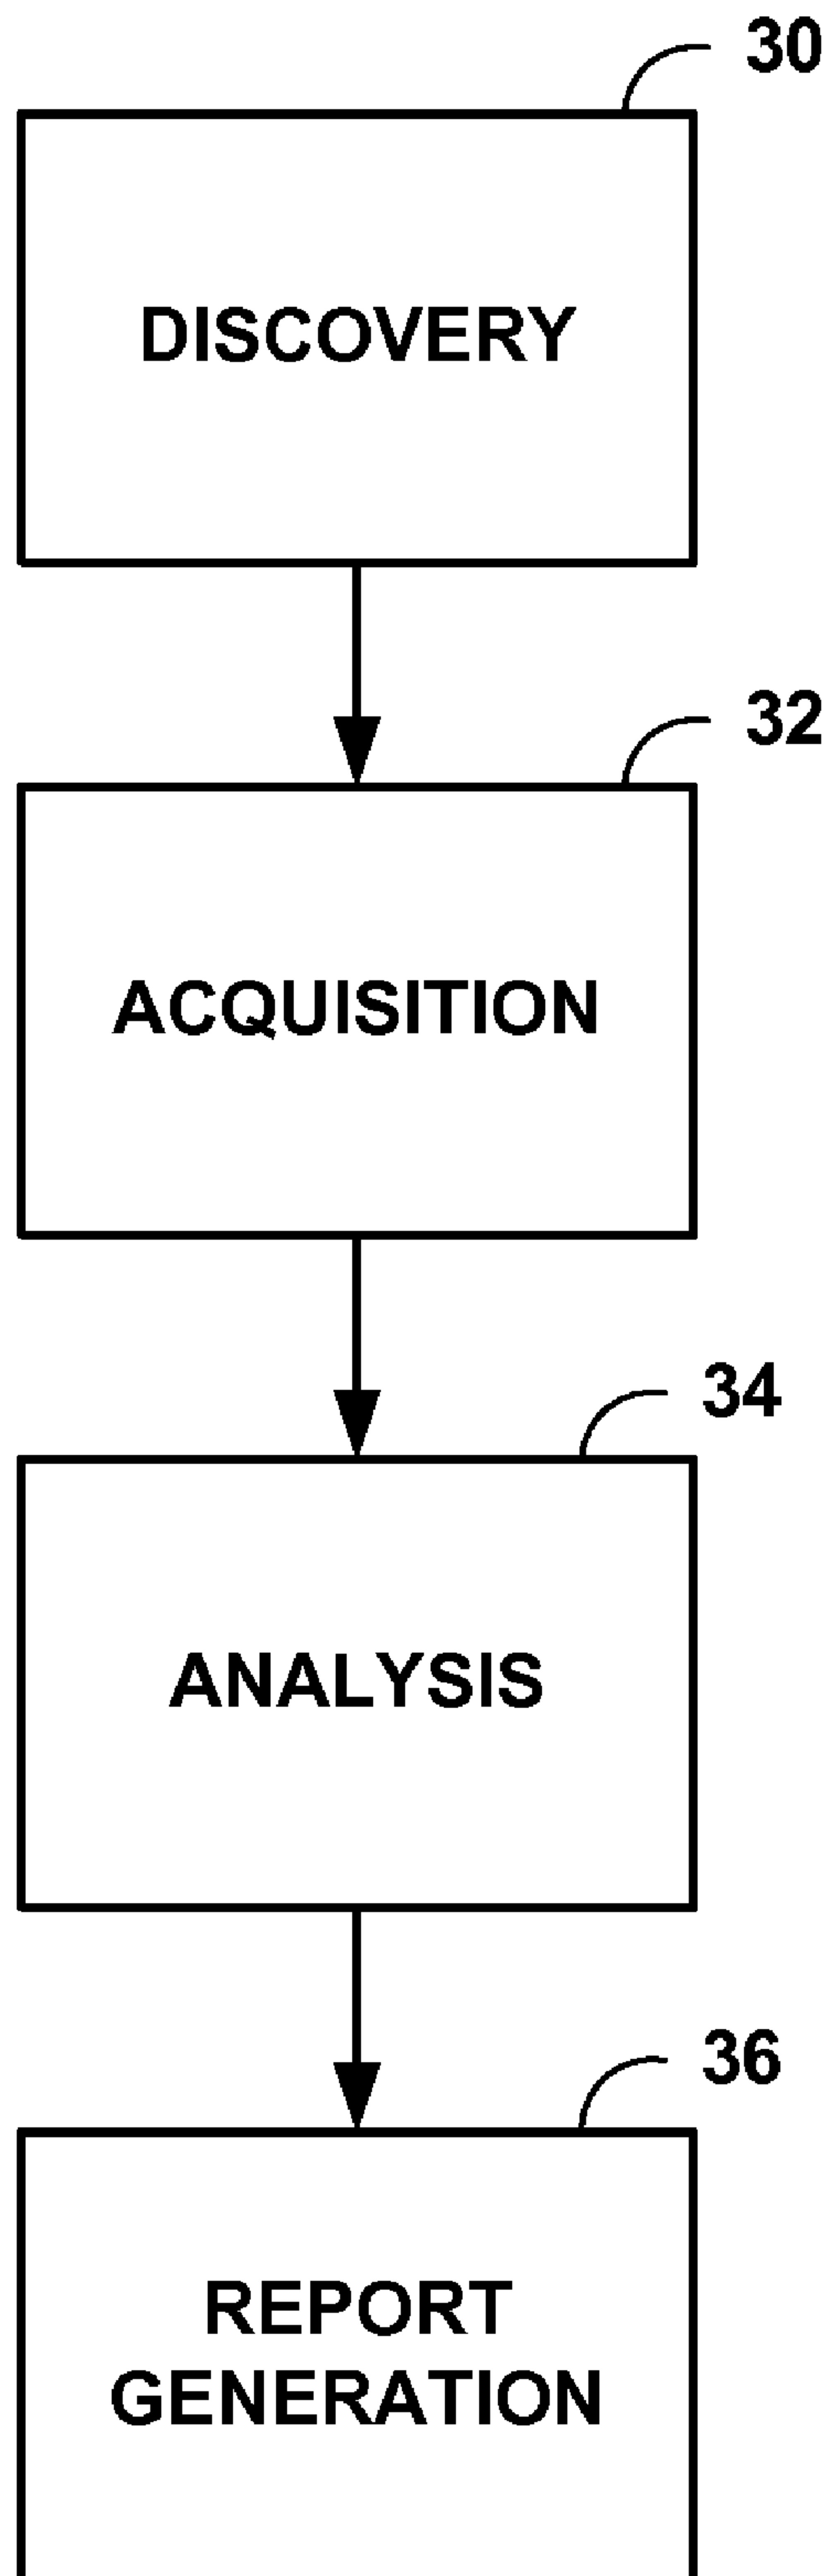 30
DISCOVERY
32
ACQUISITION
34
ANALYSIS
36
REPORT
GENERATION